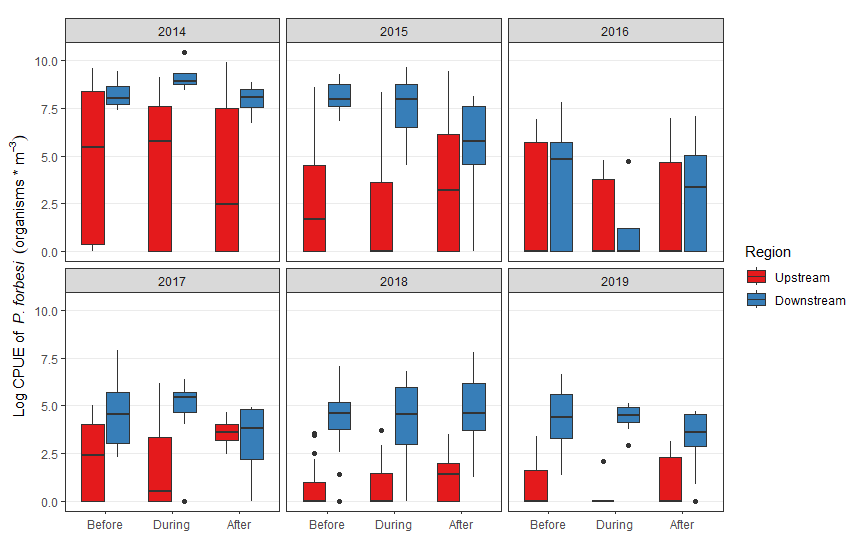 2014 2015 2016
10.0
7.5
5.0
2.5
0.0
2017 2018 2019
10.0
7.5
5.0
2.5
0.0
Before During After Before During After Before During After
Log CPUE of P. forbesi (organisms * m⁻³)
Region
Upstream
Downstream